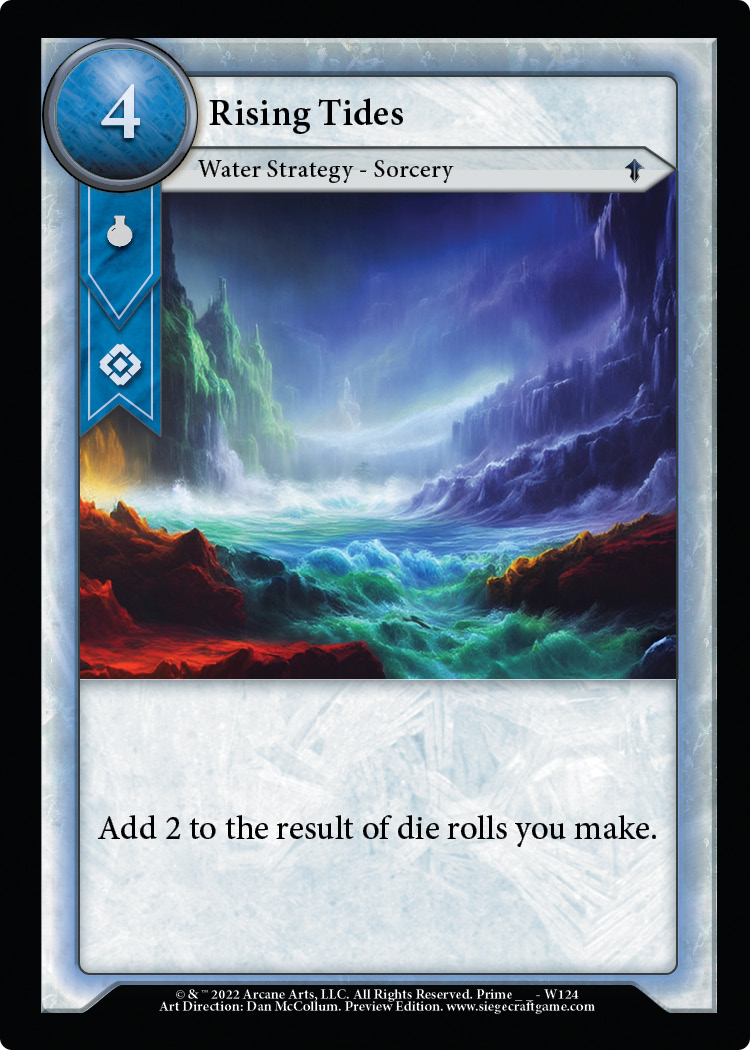 4
Rising Tides
Water Strategy - Sorcery
Add 2 to the result of die rolls you make.
© & ™ 2022 Arcane Arts, LLC. All Rights Reserved. Prime _ _ - W124
Art Direction: Dan McCollum. Preview Edition. www.siegecraftgame.com